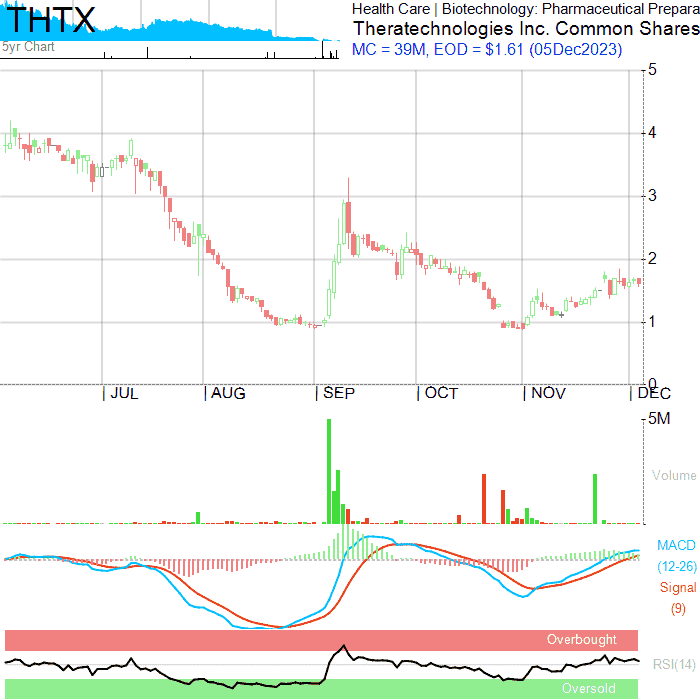 THTX
5yr Chart
Health Care | Biotechnology: Pharmaceutical Prepara
Theratechnologies Inc. Common Shares
MC = 39M, EOD = $1.61 (05Dec2023)
5
4
3
2
1
0
| JUL | AUG | SEP | OCT | NOV | DEC
5M
Volume
MACD
(12-26)
Signal
(9)
Overbought
RSI(14)
Oversold